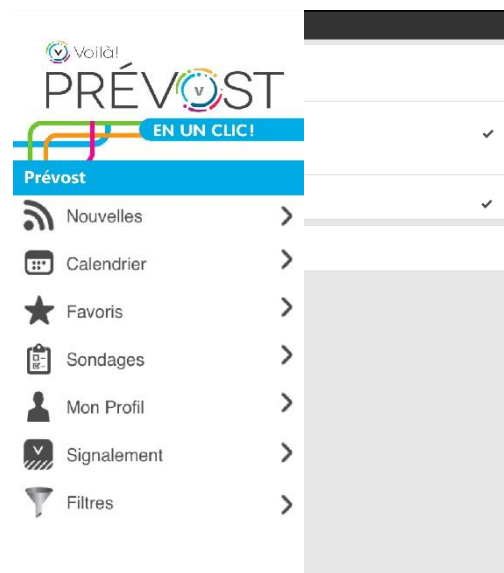 Voilà!
PRÉVOST
EN UN CLIC!
Prévost
Nouvelles
Calendrier
Favoris
Sondages
Mon Profil
Signalement
Filtres